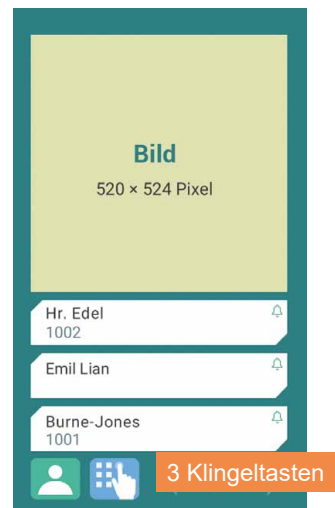 Bild
520 × 524 Pixel
Hr. Edel
1002
Emil Lian
Burne-Jones
1001
3 Klingeltasten